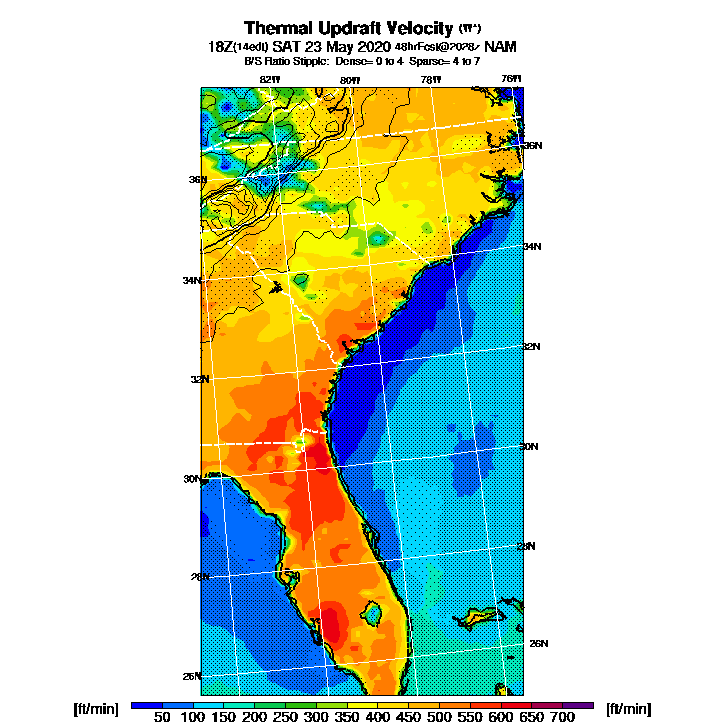 Thermal Updraft Velocity (W*)
18Z(14edt) SAT 23 May 2020 48hrFcst@2028z NAM
B/S Ratio Stipple: Dense= 0 to 4 Sparse= 4 to 7
82W 80W 78W 76W
36N
36N
34N
34N
32N
32N
30N
30N
28N
28N
26N
26N
[ft/min] [ft/min]
50 100 150 200 250 300 350 400 450 500 550 600 650 700